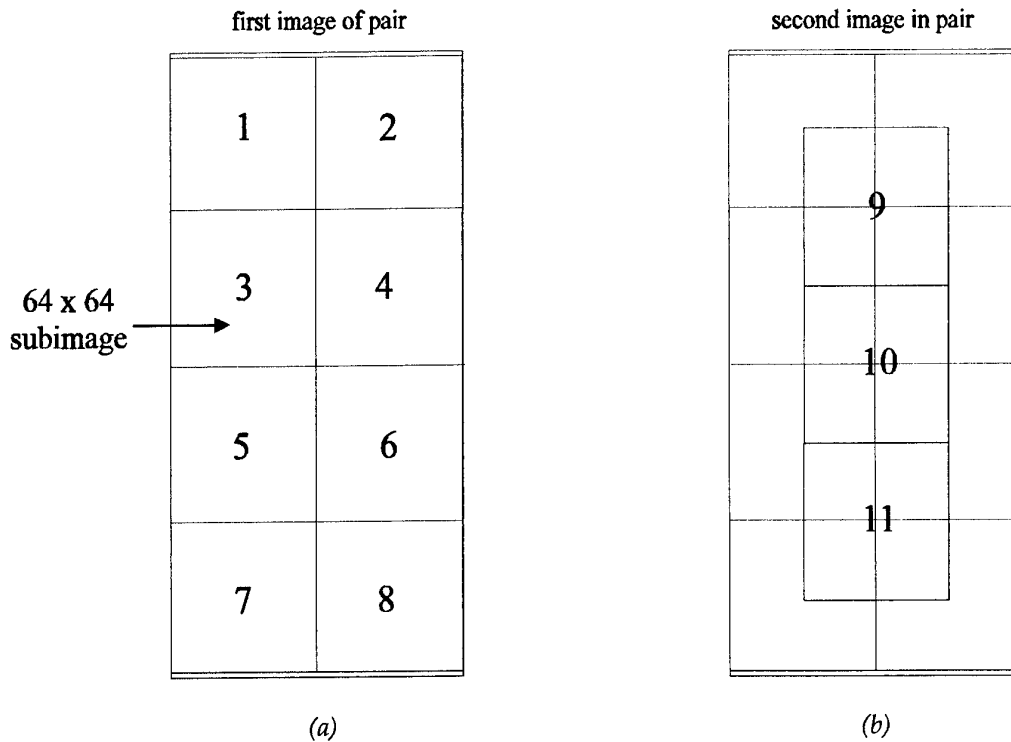 first image of pair
second image in pair
1 2
3 4
5 6
7 8
64 x 64
subimage
9
10
11
(a)
(b)